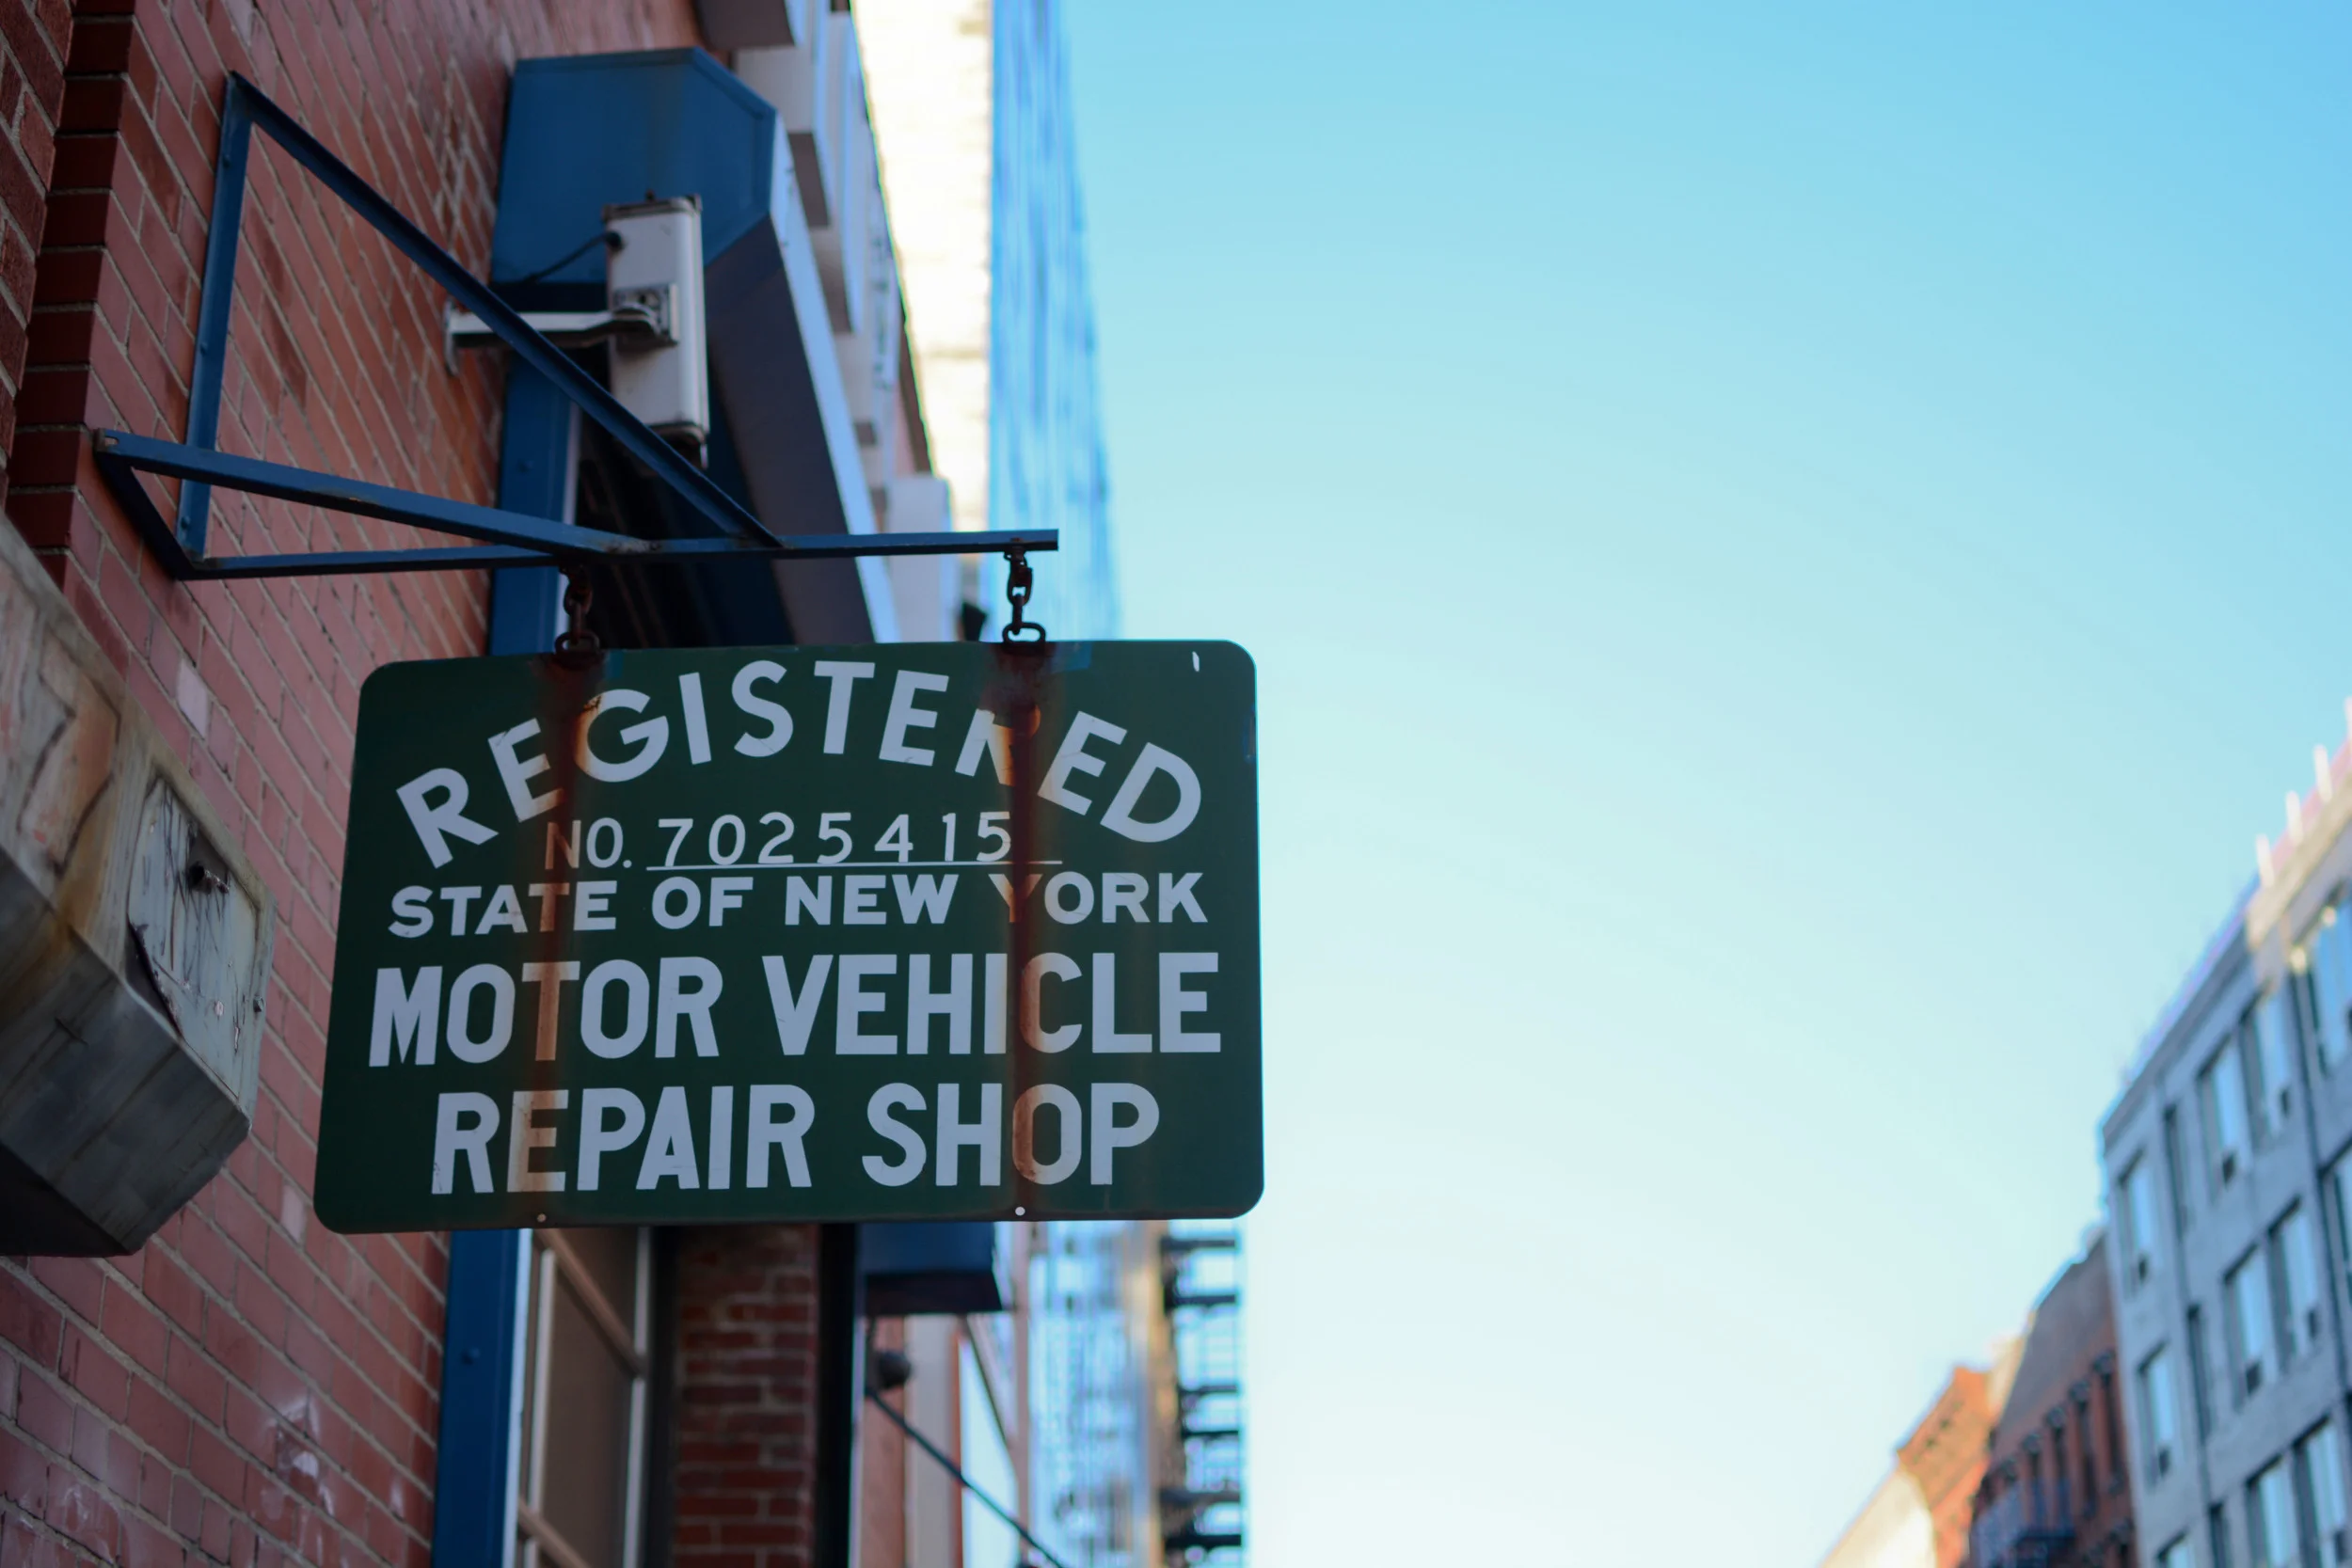 REGISTERED
NO. 7025415
STATE OF NEW YORK
MOTOR VEHICLE
REPAIR SHOP